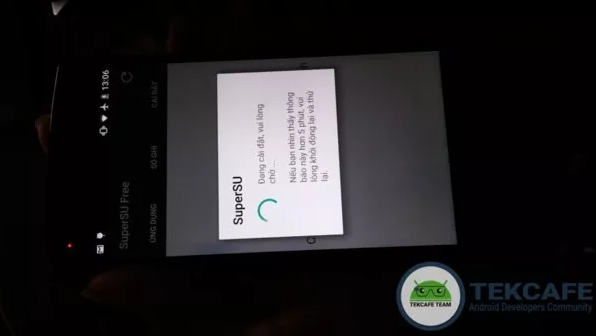 13:06
SuperSU Free
ỨNG DỤNG
SỔ GHI
CÀI ĐẶT
SuperSU
Đang cài đặt, vui lòng
chờ ...
Nếu bạn nhìn thấy thông
báo này hơn 5 phút, vui
lòng khởi động lại và thử
lại.
TEKCAFE
Android Developers Community
TEKCAFE TEAM